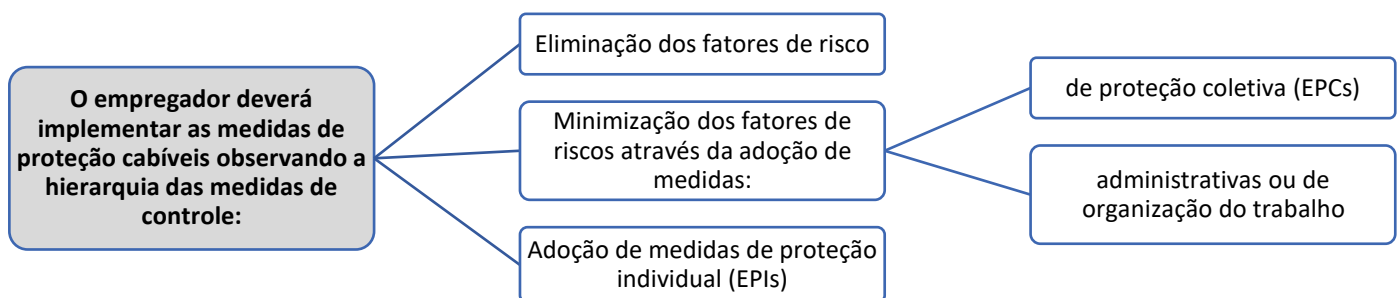 O empregador deverá
implementar as medidas de
proteção cabíveis observando a
hierarquia das medidas de
controle:
Eliminação dos fatores de risco
Minimização dos fatores de
riscos através da adoção de
medidas:
Adoção de medidas de proteção
individual (EPIs)
de proteção coletiva (EPCs)
administrativas ou de
organização do trabalho